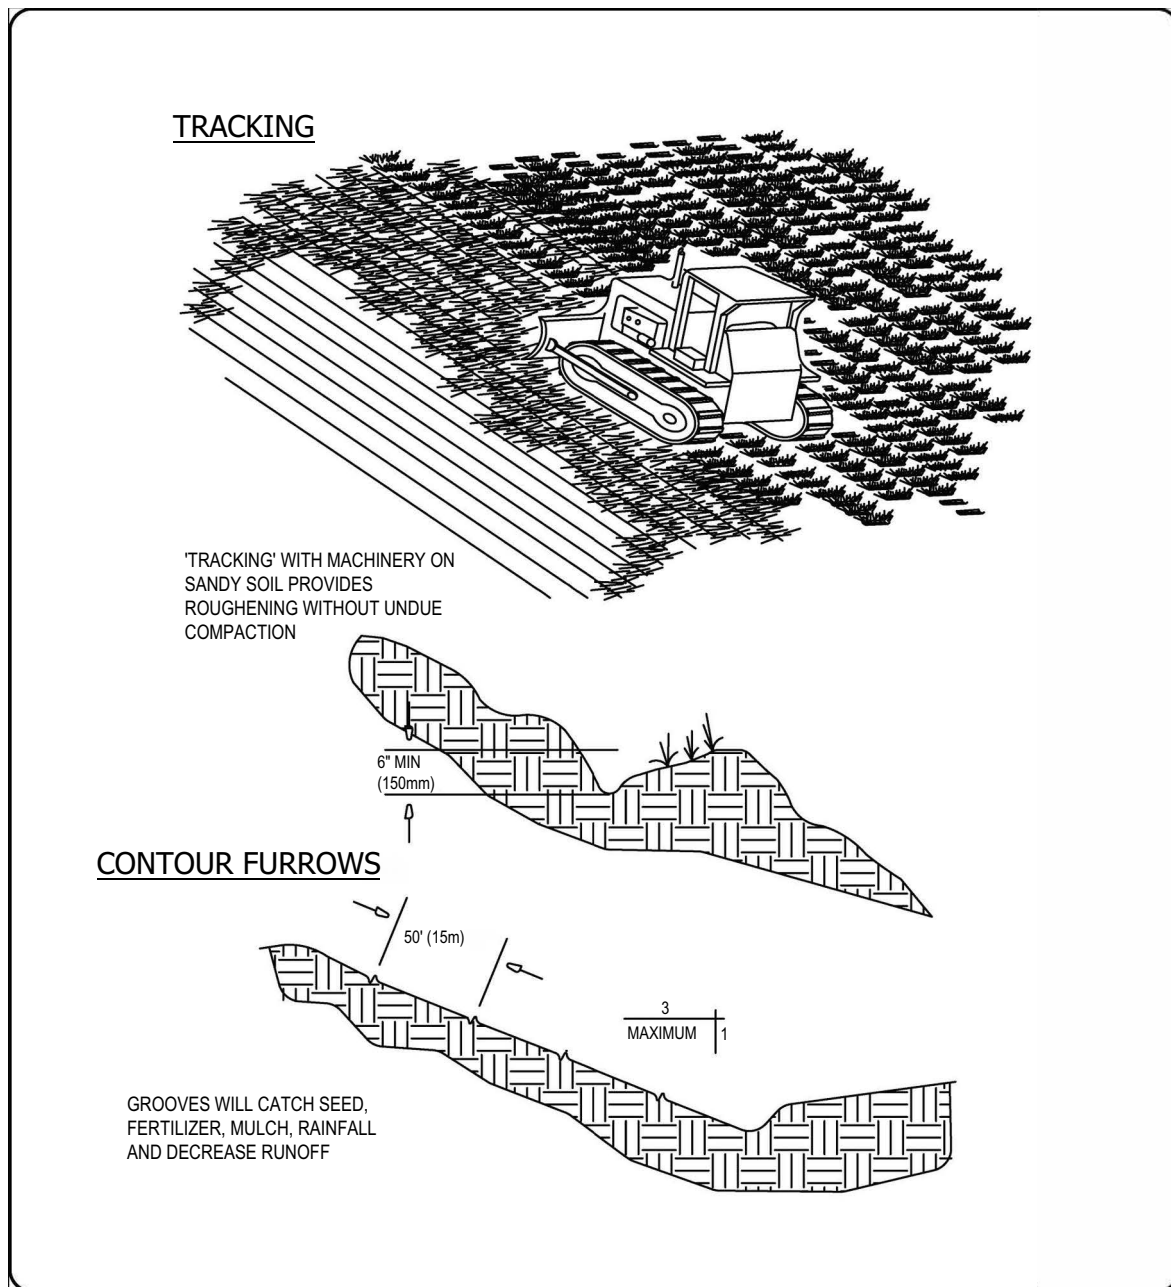 TRACKING
'TRACKING' WITH MACHINERY ON
SANDY SOIL PROVIDES
ROUGHENING WITHOUT UNDUE
COMPACTION
6" MIN
(150mm)
CONTOUR FURROWS
50' (15m)
3
MAXIMUM 1
GROOVES WILL CATCH SEED,
FERTILIZER, MULCH, RAINFALL
AND DECREASE RUNOFF